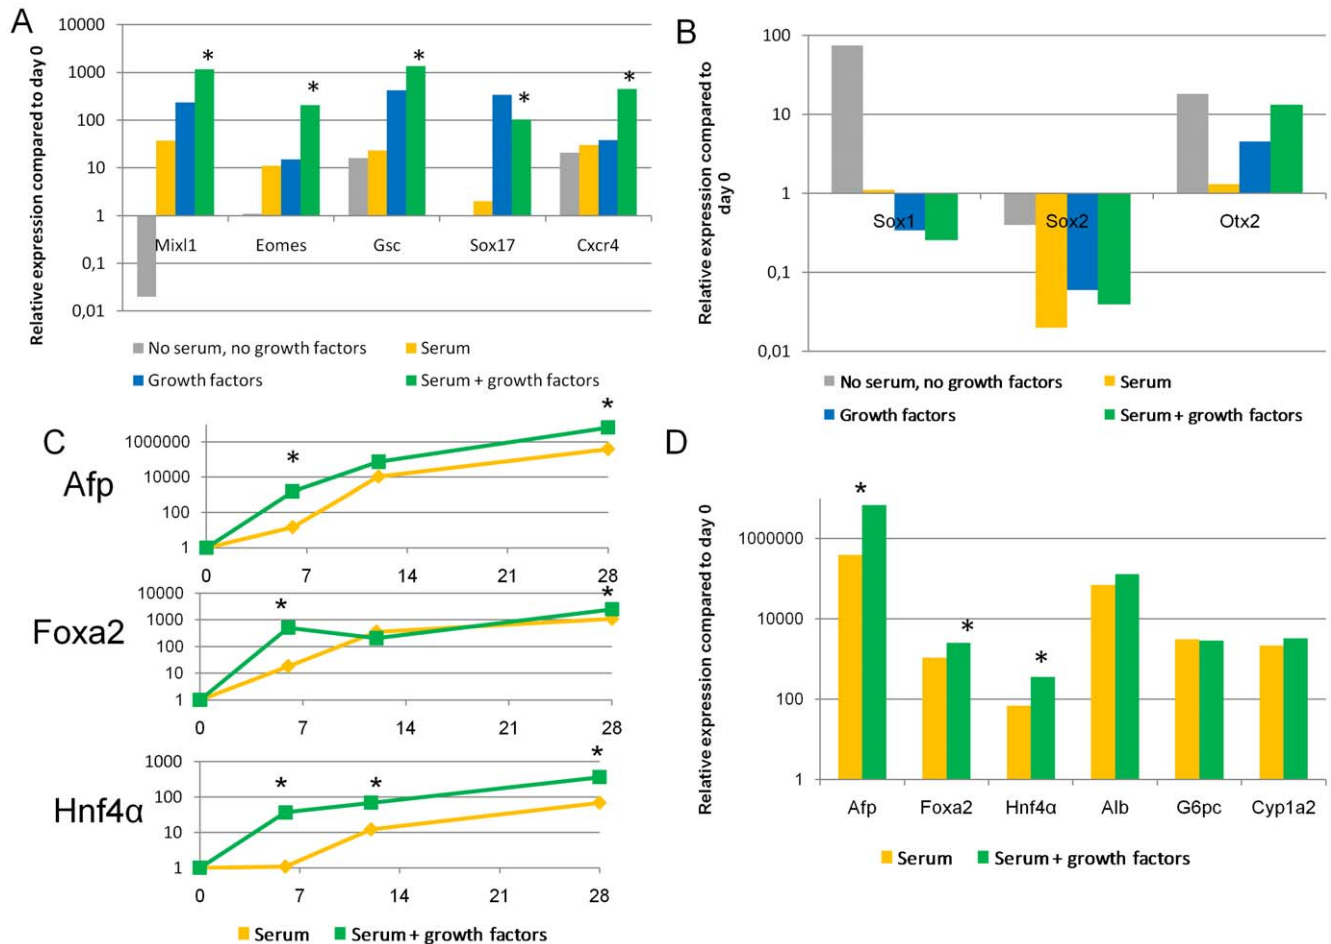 A
Relative expression compared to day 0
10000
1000
100
10
1
0,1
0,01
*
*
*
*
*
Mixl1
Eomes
Gsc
Sox17
Cxcr4
No serum, no growth factors
Serum
Growth factors
Serum + growth factors
B
Relative expression compared to
day 0
100
10
1
0,1
0,01
Sox1
Sox2
Otx2
No serum, no growth factors
Serum
Growth factors
Serum + growth factors
C
Afp
1000000
10000
100
1
*
*
0 7 14 21 28
Foxa2
10000
1000
100
10
1
*
*
0 7 14 21 28
Hnf4α
1000
100
10
1
*
*
*
0 7 14 21 28
Serum
Serum + growth factors
D
Relative expression compared to day 0
1000000
10000
100
1
*
*
*
Afp
Foxa2
Hnf4α
Alb
G6pc
Cyp1a2
Serum
Serum + growth factors